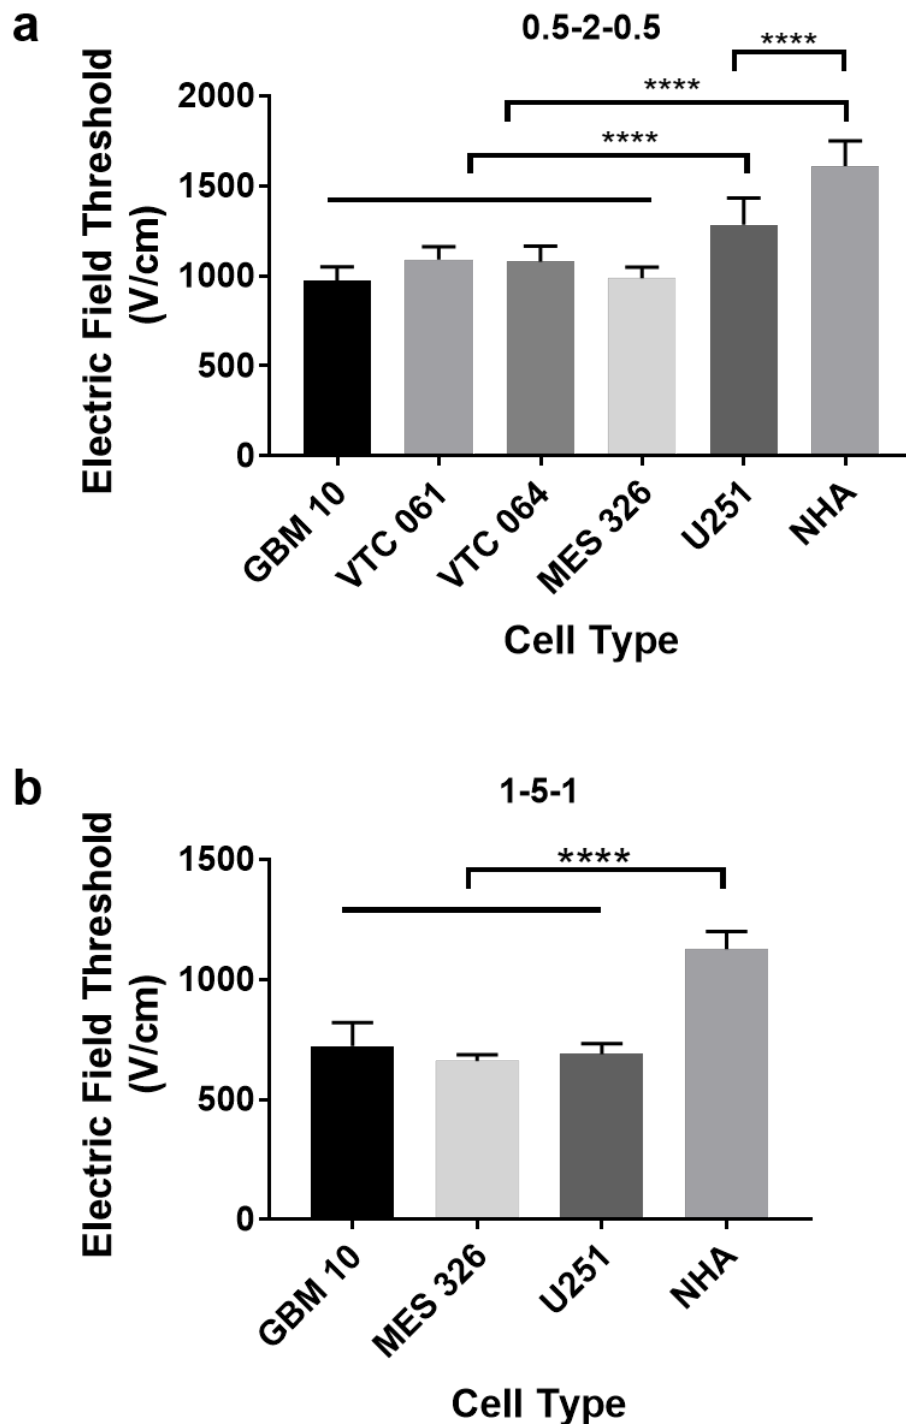 a
0.5-2-0.5
****
****
****
Electric Field Threshold
(V/cm)
2000
1500
1000
500
0
GBM 10
VTC 061
VTC 064
MES 326
U251
NHA
Cell Type
b
1-5-1
****
Electric Field Threshold
(V/cm)
1500
1000
500
0
GBM 10
MES 326
U251
NHA
Cell Type